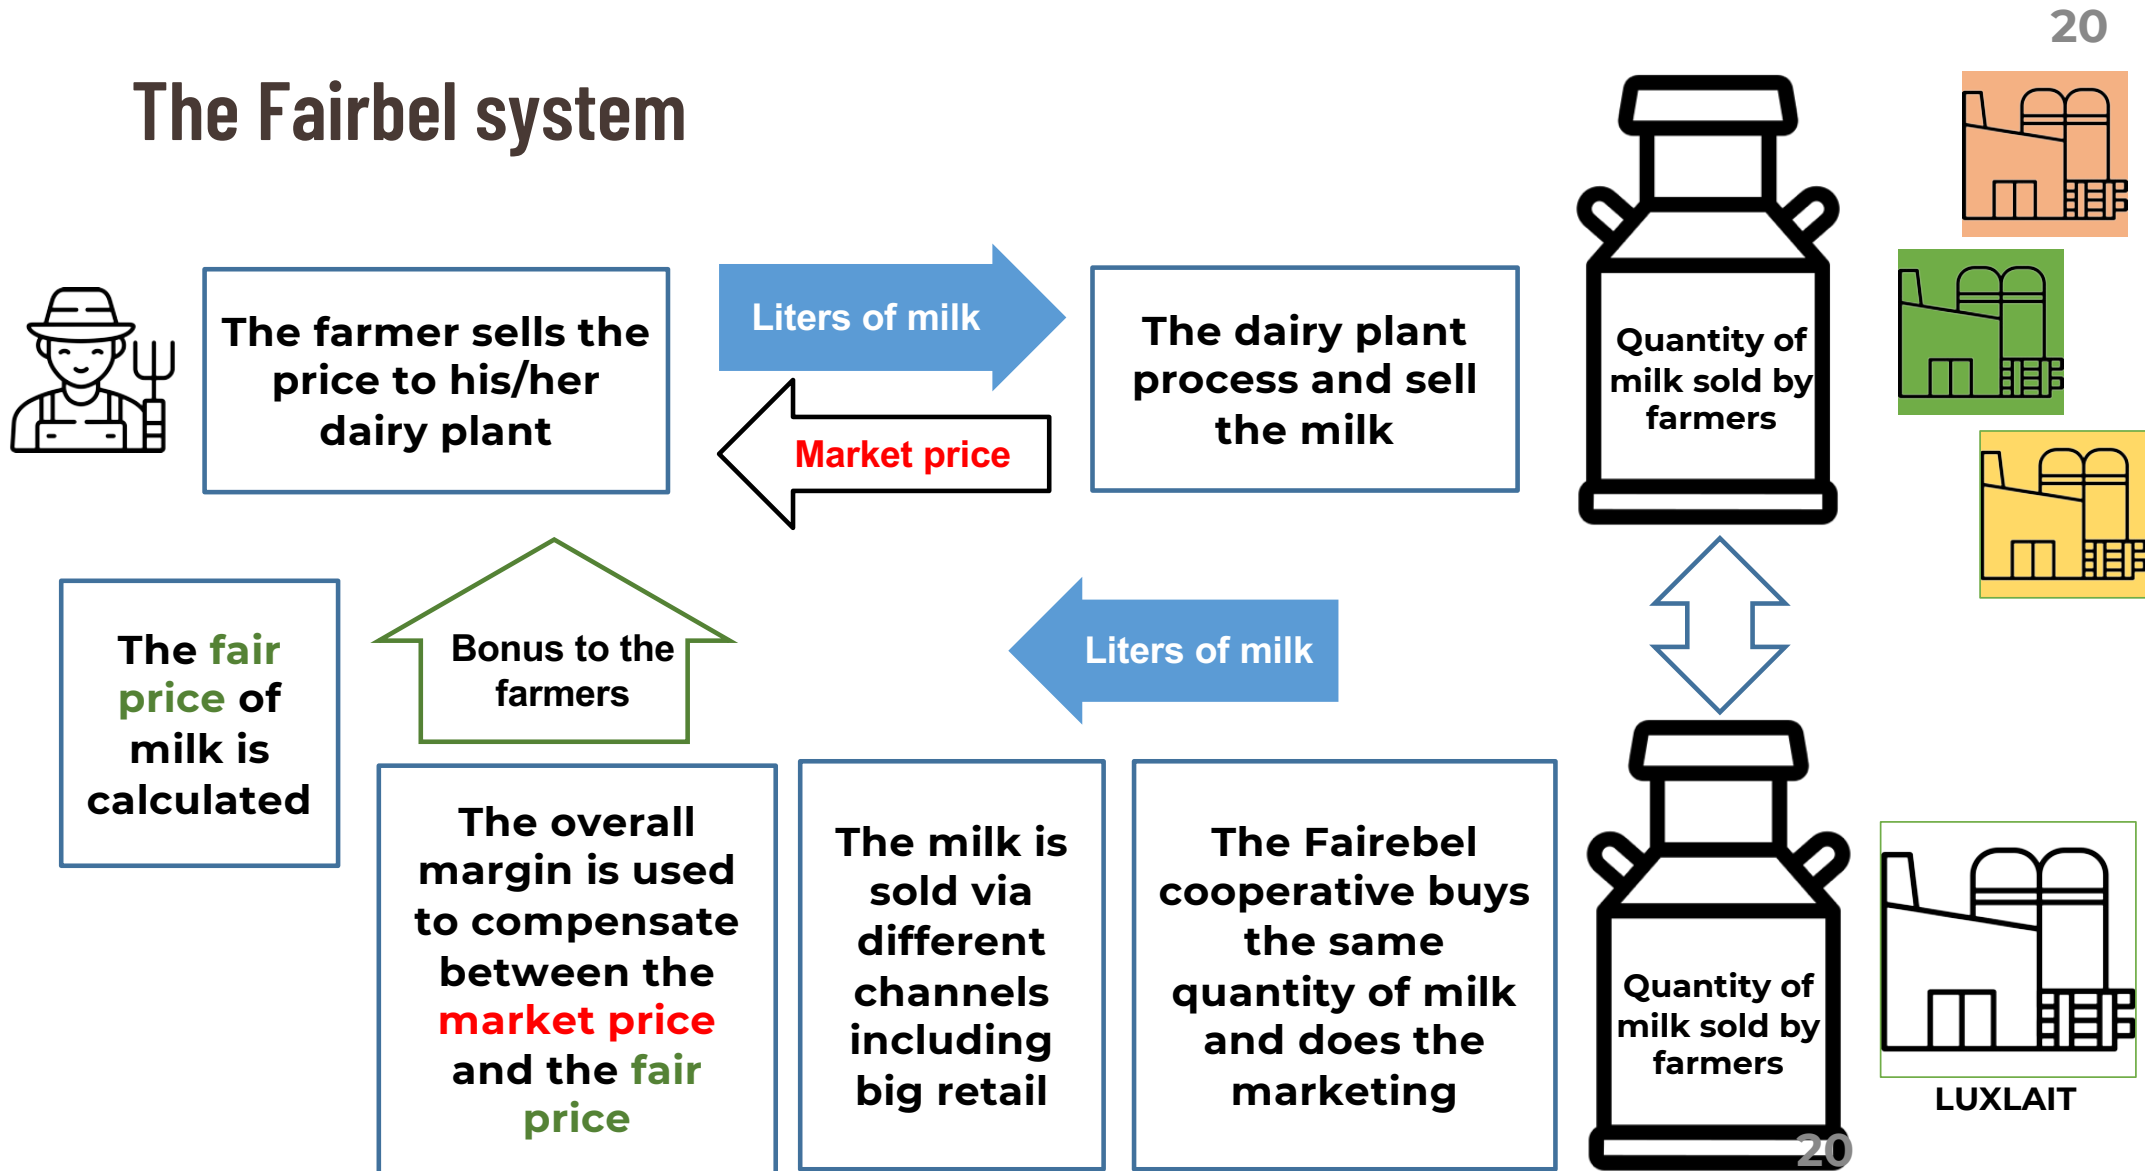 20
The Fairbel system
The farmer sells the
price to his/her
dairy plant
Liters of milk
Market price
The dairy plant
process and sell
the milk
Quantity of
milk sold by
farmers
The fair
price of
milk is
calculated
Bonus to the
farmers
Liters of milk
The overall
margin is used
to compensate
between the
market price
and the fair
price
The milk is
sold via
different
channels
including
big retail
The Fairebel
cooperative buys
the same
quantity of milk
and does the
marketing
Quantity of
milk sold by
farmers
LUXLAIT
20